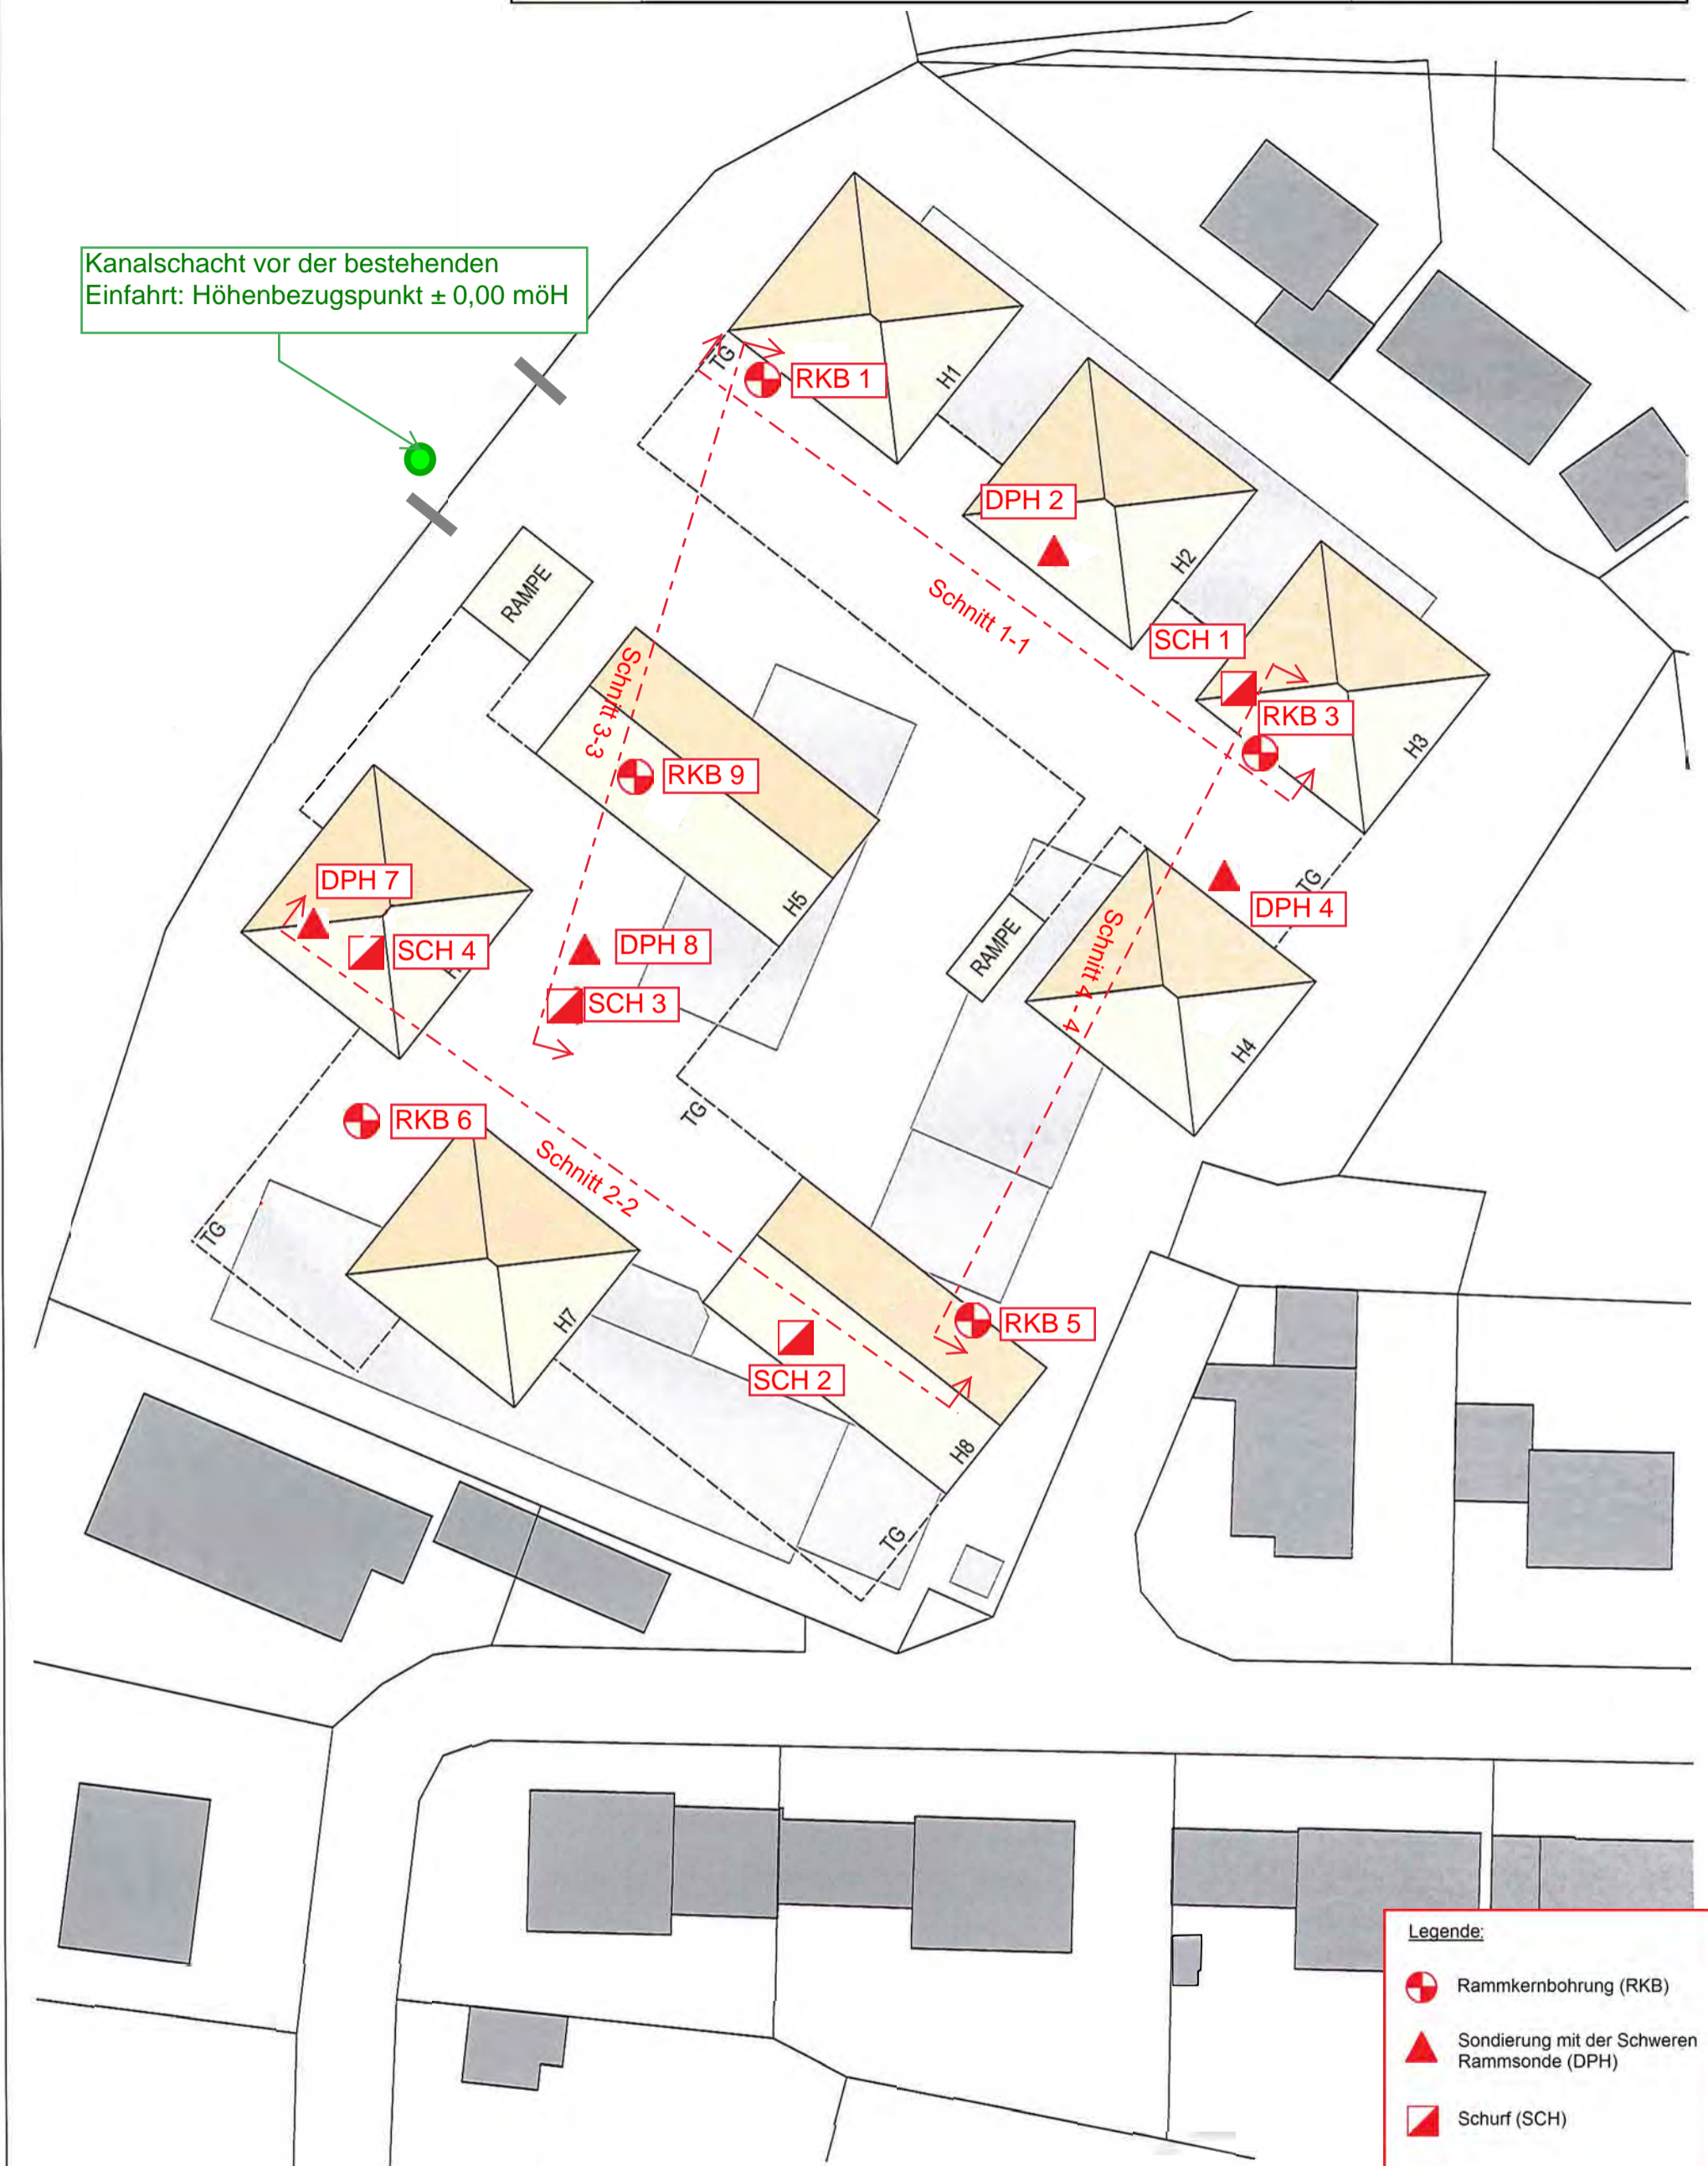 Kanalschacht vor der bestehenden
Einfahrt: Höhenbezugspunkt ± 0,00 möH
TG
RKB 1
H1
DPH 2
H2
Schnitt 1-1
SCH 1
RKB 3
H3
RAMPE
Schnitt 3-3
RKB 9
H5
DPH 7
SCH 4
DPH 8
SCH 3
TG
DPH 4
RAMPE
Schnitt 4 - 4
H4
RKB 6
TG
Schnitt 2-2
TG
H7
RKB 5
SCH 2
H8
TG
Legende:
Rammkernbohrung (RKB)
Sondierung mit der Schweren
Rammsonde (DPH)
Schurf (SCH)